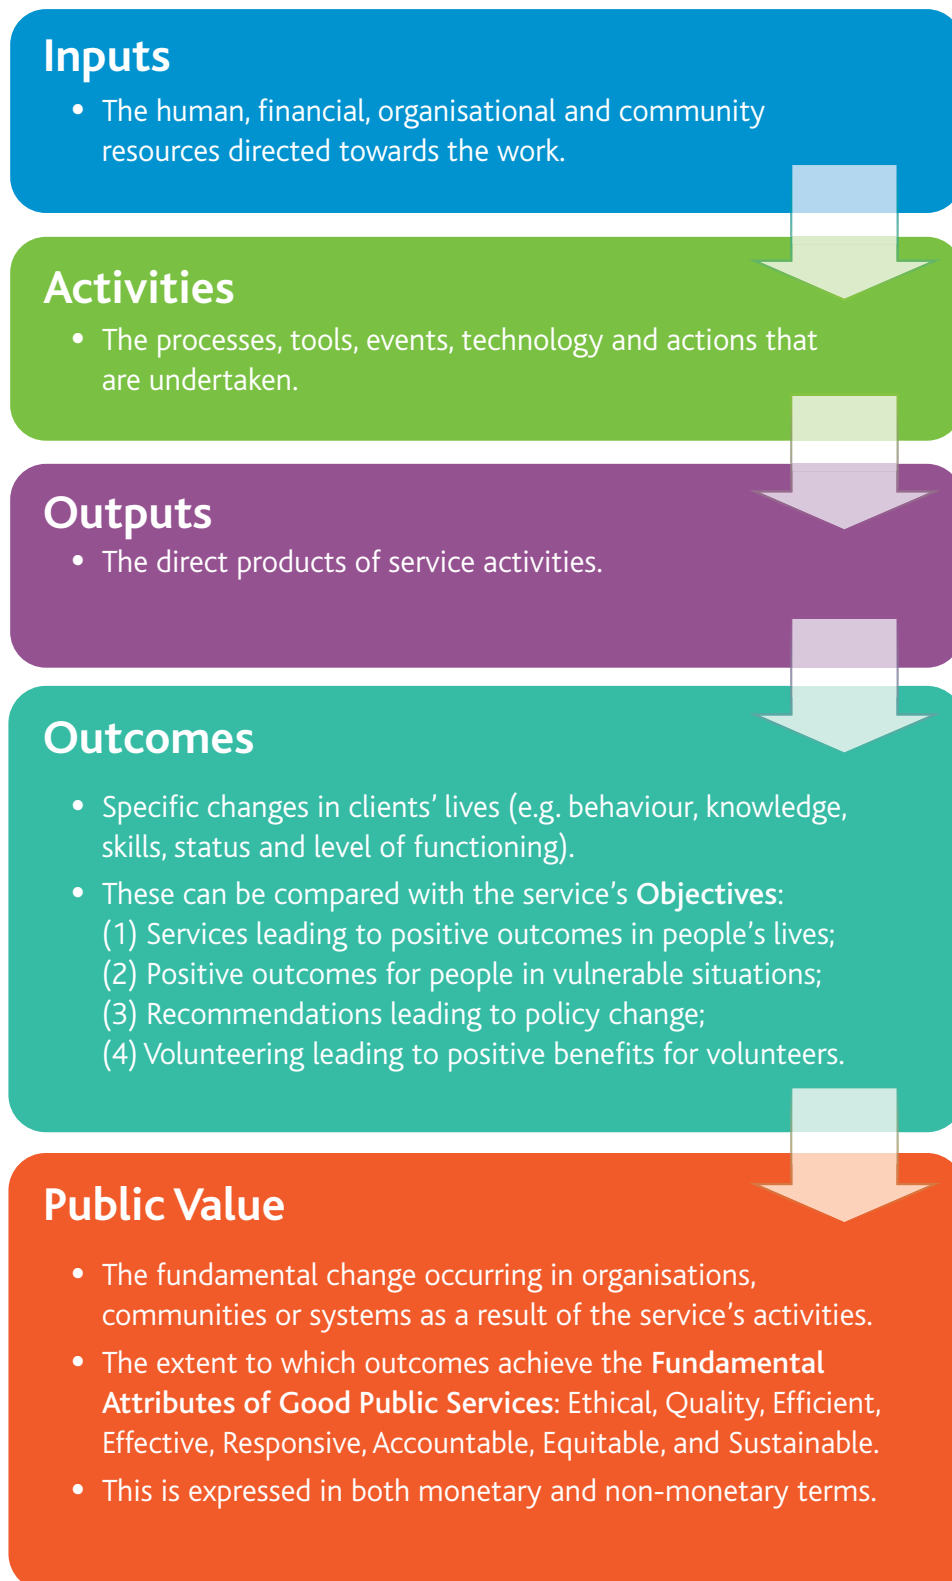 Inputs
• The human, financial, organisational and community
resources directed towards the work.
Activities
• The processes, tools, events, technology and actions that
are undertaken.
Outputs
• The direct products of service activities.
Outcomes
• Specific changes in clients’ lives (e.g. behaviour, knowledge,
skills, status and level of functioning).
• These can be compared with the service’s Objectives:
(1) Services leading to positive outcomes in people’s lives;
(2) Positive outcomes for people in vulnerable situations;
(3) Recommendations leading to policy change;
(4) Volunteering leading to positive benefits for volunteers.
Public Value
• The fundamental change occurring in organisations,
communities or systems as a result of the service’s activities.
• The extent to which outcomes achieve the Fundamental
Attributes of Good Public Services: Ethical, Quality, Efficient,
Effective, Responsive, Accountable, Equitable, and Sustainable.
• This is expressed in both monetary and non-monetary terms.